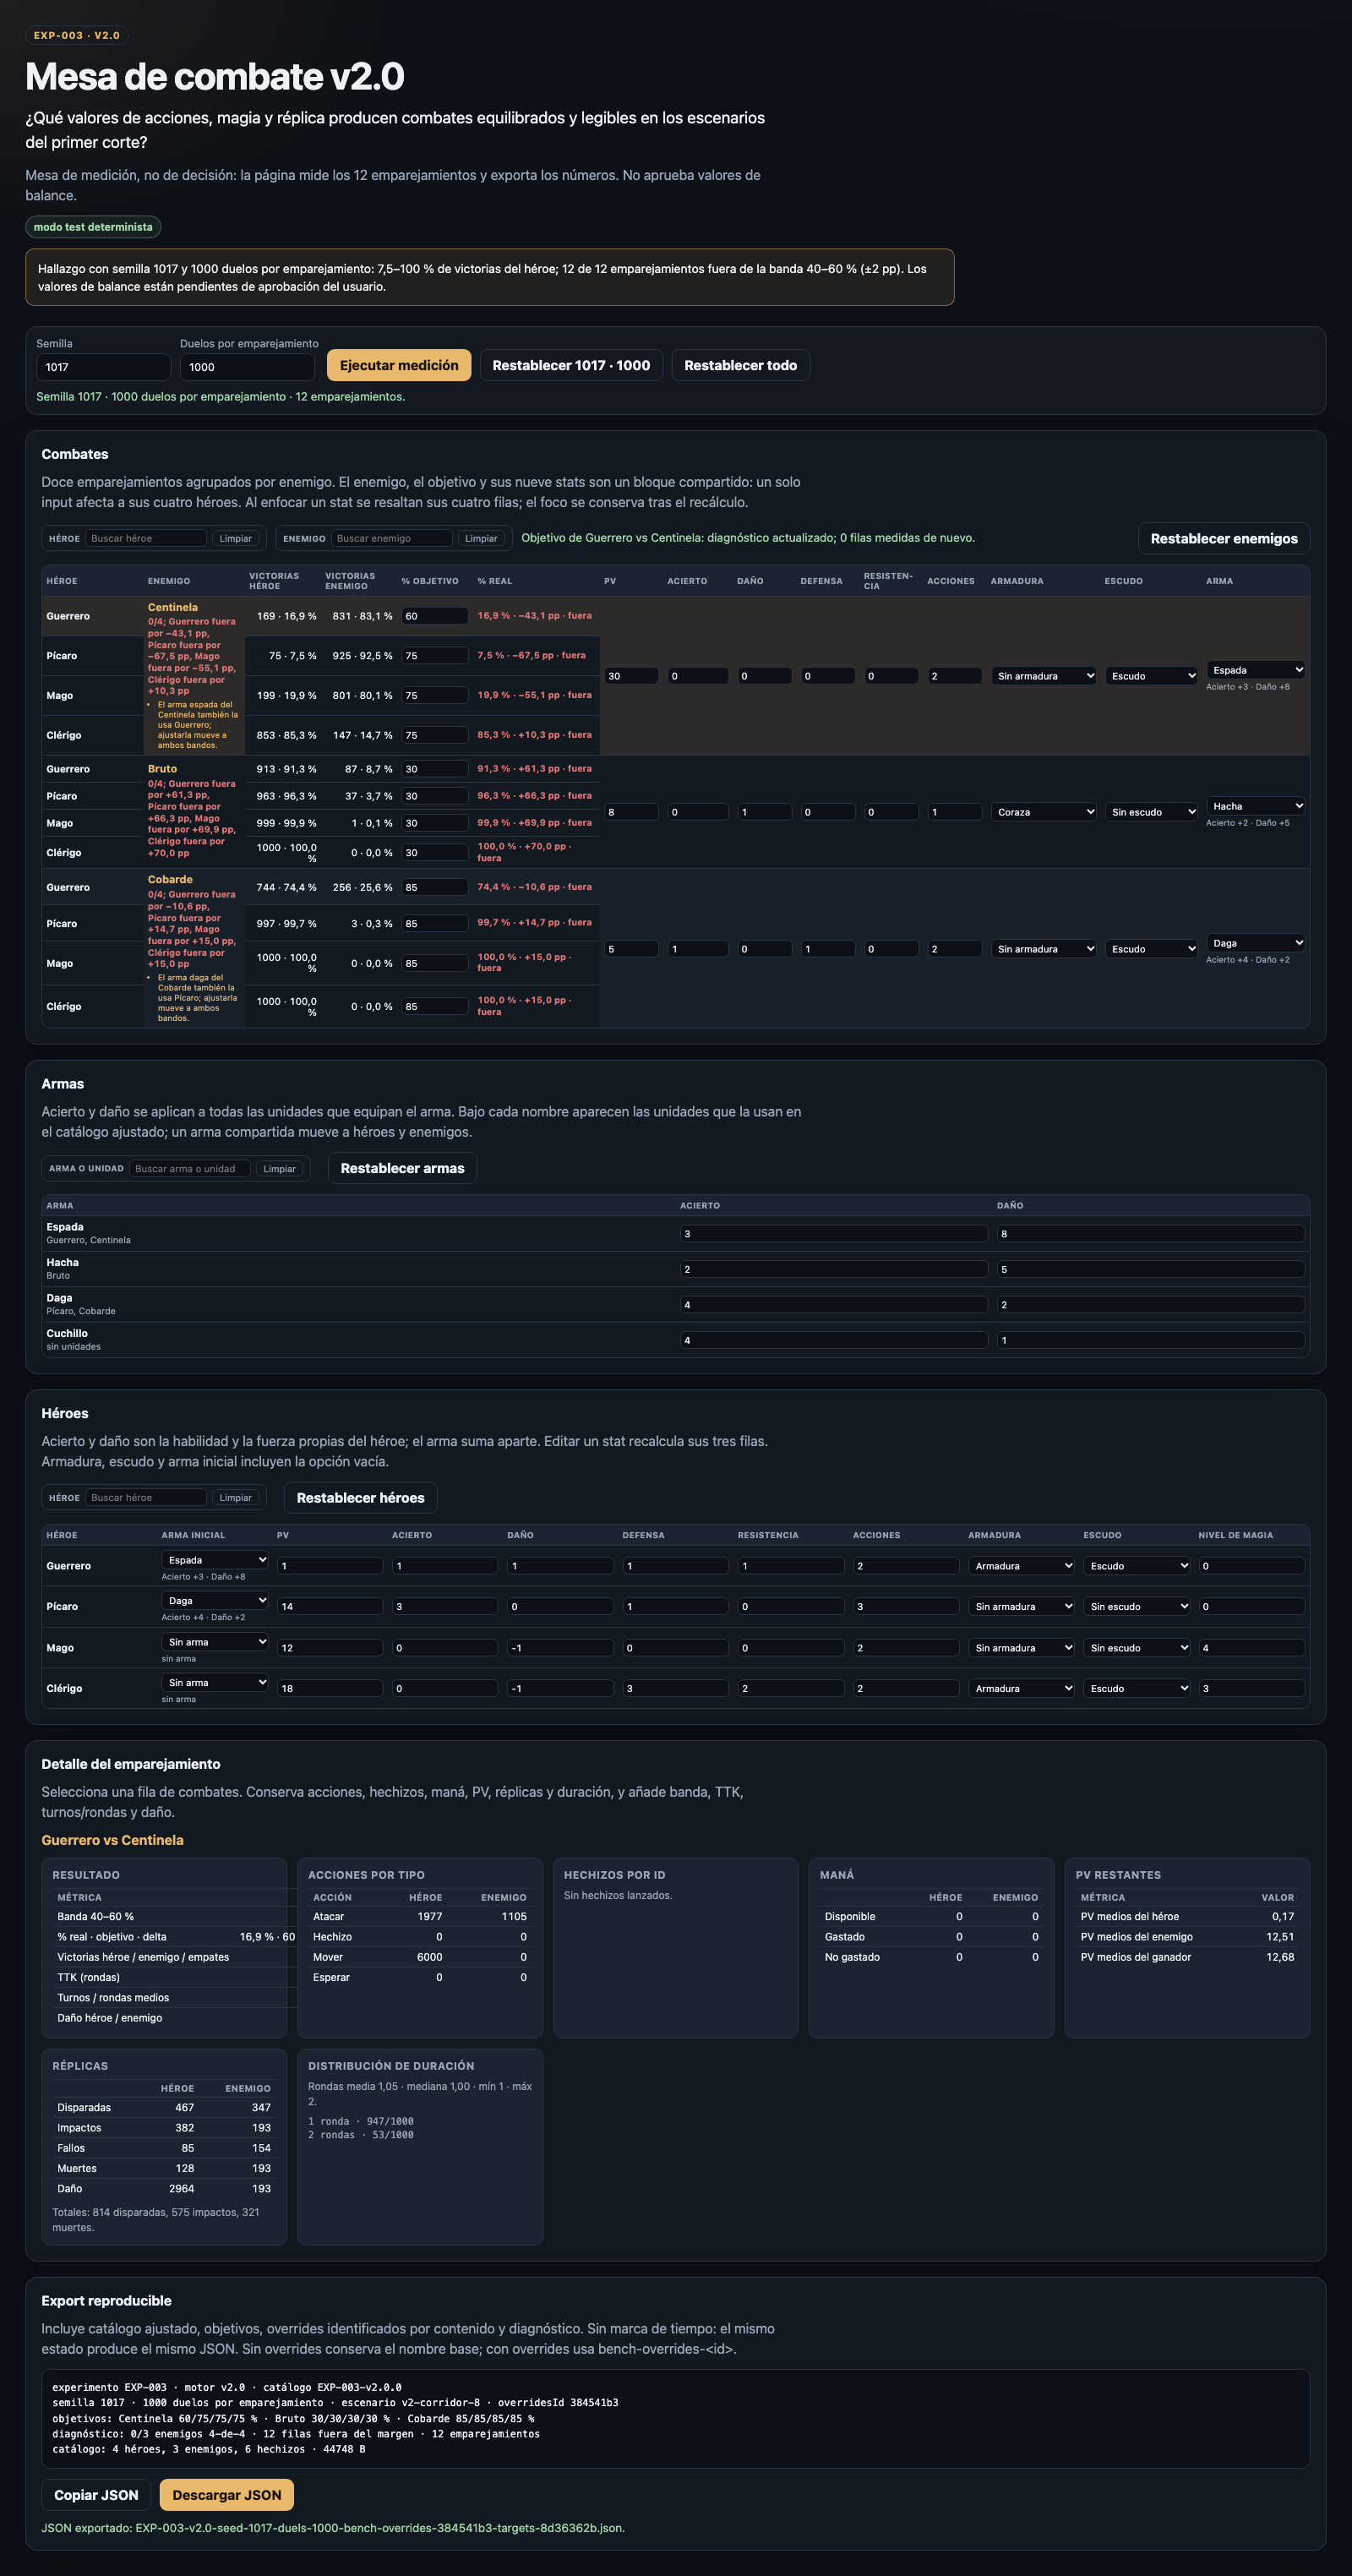 EXP-003 · V2.0
Mesa de combate v2.0
¿Qué valores de acciones, magia y réplica producen combates equilibrados y legibles en los escenarios
del primer corte?
Mesa de medición, no de decisión: la página mide los 12 emparejamientos y exporta los números. No aprueba valores de
balance.
modo test determinista
Hallazgo con semilla 1017 y 1000 duelos por emparejamiento: 7,5–100 % de victorias del héroe; 12 de 12 emparejamientos fuera de la banda 40–60 % (±2 pp). Los
valores de balance están pendientes de aprobación del usuario.
Semilla Duelos por emparejamiento
1017 1000 Ejecutar medición Restablecer 1017 · 1000 Restablecer todo
Semilla 1017 · 1000 duelos por emparejamiento · 12 emparejamientos.
Combates
Doce emparejamientos agrupados por enemigo. El enemigo, el objetivo y sus nueve stats son un bloque compartido: un solo
input afecta a sus cuatro héroes. Al enfocar un stat se resaltan sus cuatro filas; el foco se conserva tras el recálculo.
HÉROE Buscar héroe Limpiar ENEMIGO Buscar enemigo Limpiar Objetivo de Guerrero vs Centinela: diagnóstico actualizado; 0 filas medidas de nuevo. Restablecer enemigos
HÉROE ENEMIGO VICTORIAS HÉROE VICTORIAS ENEMIGO % OBJETIVO % REAL PV ACIERTO DAÑO DEFENSA RESISTEN-CIA ACCIONES ARMADURA ESCUDO ARMA
Guerrero Centinela 169 · 16,9 % 831 · 83,1 % 60 16,9 % · −43,1 pp · fuera
0/4; Guerrero fuera
por −43,1 pp,
Pícaro fuera por
−67,5 pp, Mago
fuera por −55,1 pp,
Clérigo fuera por
+10,3 pp
El arma espada del
Centinela también la
usa Guerrero;
ajustarla mueve a
ambos bandos.
Pícaro 75 · 7,5 % 925 · 92,5 % 75 7,5 % · −67,5 pp · fuera
30 0 0 0 0 2 Sin armadura Escudo Espada
Acierto +3 · Daño +8
Mago 199 · 19,9 % 801 · 80,1 % 75 19,9 % · −55,1 pp · fuera
Clérigo 853 · 85,3 % 147 · 14,7 % 75 85,3 % · +10,3 pp · fuera
Guerrero Bruto 913 · 91,3 % 87 · 8,7 % 30 91,3 % · +61,3 pp · fuera
0/4; Guerrero fuera
por +61,3 pp,
Pícaro fuera por
+66,3 pp, Mago
fuera por +69,9 pp,
Clérigo fuera por
+70,0 pp
Pícaro 963 · 96,3 % 37 · 3,7 % 30 96,3 % · +66,3 pp · fuera
8 0 1 0 0 1 Coraza Sin escudo Hacha
Acierto +2 · Daño +5
Mago 999 · 99,9 % 1 · 0,1 % 30 99,9 % · +69,9 pp · fuera
Clérigo 1000 · 100,0 % 0 · 0,0 % 30 100,0 % · +70,0 pp · fuera
Guerrero Cobarde 744 · 74,4 % 256 · 25,6 % 85 74,4 % · −10,6 pp · fuera
0/4; Guerrero fuera
por −10,6 pp,
Pícaro fuera por
+14,7 pp, Mago
fuera por +15,0 pp,
Clérigo fuera por
+15,0 pp
El arma daga del
Cobarde también la
usa Pícaro; ajustarla
mueve a ambos
bandos.
Pícaro 997 · 99,7 % 3 · 0,3 % 85 99,7 % · +14,7 pp · fuera
5 1 0 1 0 2 Sin armadura Escudo Daga
Acierto +4 · Daño +2
Mago 1000 · 100,0 % 0 · 0,0 % 85 100,0 % · +15,0 pp · fuera
Clérigo 1000 · 100,0 % 0 · 0,0 % 85 100,0 % · +15,0 pp · fuera
Armas
Acierto y daño se aplican a todas las unidades que equipan el arma. Bajo cada nombre aparecen las unidades que la usan en
el catálogo ajustado; un arma compartida mueve a héroes y enemigos.
ARMA O UNIDAD Buscar arma o unidad Limpiar Restablecer armas
ARMA ACIERTO DAÑO
Espada 3 8
Guerrero, Centinela
Hacha 2 5
Bruto
Daga 4 2
Pícaro, Cobarde
Cuchillo 4 1
sin unidades
Héroes
Acierto y daño son la habilidad y la fuerza propias del héroe; el arma suma aparte. Editar un stat recalcula sus tres filas.
Armadura, escudo y arma inicial incluyen la opción vacía.
HÉROE Buscar héroe Limpiar Restablecer héroes
HÉROE ARMA INICIAL PV ACIERTO DAÑO DEFENSA RESISTENCIA ACCIONES ARMADURA ESCUDO NIVEL DE MAGIA
Guerrero Espada 1 1 1 1 1 2 Armadura Escudo 0
Acierto +3 · Daño +8
Pícaro Daga 14 3 0 1 0 3 Sin armadura Sin escudo 0
Acierto +4 · Daño +2
Mago Sin arma 12 0 -1 0 0 2 Sin armadura Sin escudo 4
sin arma
Clérigo Sin arma 18 0 -1 3 2 2 Armadura Escudo 3
sin arma
Detalle del emparejamiento
Selecciona una fila de combates. Conserva acciones, hechizos, maná, PV, réplicas y duración, y añade banda, TTK,
turnos/rondas y daño.
Guerrero vs Centinela
RESULTADO
MÉTRICA
Banda 40–60 %
% real · objetivo · delta 16,9 % · 60
Victorias héroe / enemigo / empates
TTK (rondas)
Turnos / rondas medios
Daño héroe / enemigo
ACCIONES POR TIPO
ACCIÓN HÉROE ENEMIGO
Atacar 1977 1105
Hechizo 0 0
Mover 6000 0
Esperar 0 0
HECHIZOS POR ID
Sin hechizos lanzados.
MANÁ
HÉROE ENEMIGO
Disponible 0 0
Gastado 0 0
No gastado 0 0
PV RESTANTES
MÉTRICA VALOR
PV medios del héroe 0,17
PV medios del enemigo 12,51
PV medios del ganador 12,68
RÉPLICAS
HÉROE ENEMIGO
Disparadas 467 347
Impactos 382 193
Fallos 85 154
Muertes 128 193
Daño 2964 193
Totales: 814 disparadas, 575 impactos, 321
muertes.
DISTRIBUCIÓN DE DURACIÓN
Rondas media 1,05 · mediana 1,00 · mín 1 · máx
2.
1 ronda · 947/1000
2 rondas · 53/1000
Export reproducible
Incluye catálogo ajustado, objetivos, overrides identificados por contenido y diagnóstico. Sin marca de tiempo: el mismo
estado produce el mismo JSON. Sin overrides conserva el nombre base; con overrides usa bench-overrides-<id>.
experimento EXP-003 · motor v2.0 · catálogo EXP-003-v2.0.0
semilla 1017 · 1000 duelos por emparejamiento · escenario v2-corridor-8 · overridesId 384541b3
objetivos: Centinela 60/75/75/75 % · Bruto 30/30/30/30 % · Cobarde 85/85/85/85 %
diagnóstico: 0/3 enemigos 4-de-4 · 12 filas fuera del margen · 12 emparejamientos
catálogo: 4 héroes, 3 enemigos, 6 hechizos · 44748 B
Copiar JSON Descargar JSON
JSON exportado: EXP-003-v2.0-seed-1017-duels-1000-bench-overrides-384541b3-targets-8d36362b.json.